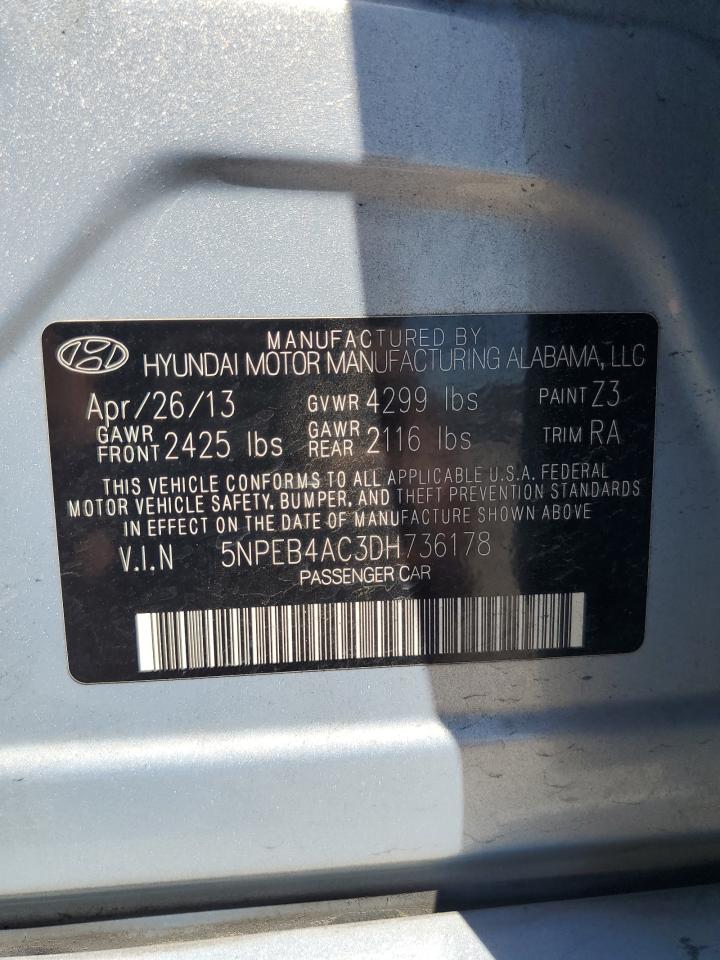 MANUFACTURED BY
HYUNDAI MOTOR MANUFACTURING ALABAMA, LLC
Apr/26/13 GVWR 4299 lbs PAINT Z3
GAWR FRONT 2425 lbs GAWR REAR 2116 lbs TRIM RA
THIS VEHICLE CONFORMS TO ALL APPLICABLE U.S.A. FEDERAL
MOTOR VEHICLE SAFETY, BUMPER, AND THEFT PREVENTION STANDARDS
IN EFFECT ON THE DATE OF MANUFACTURE SHOWN ABOVE
V.I.N 5NPEB4AC3DH736178
PASSENGER CAR